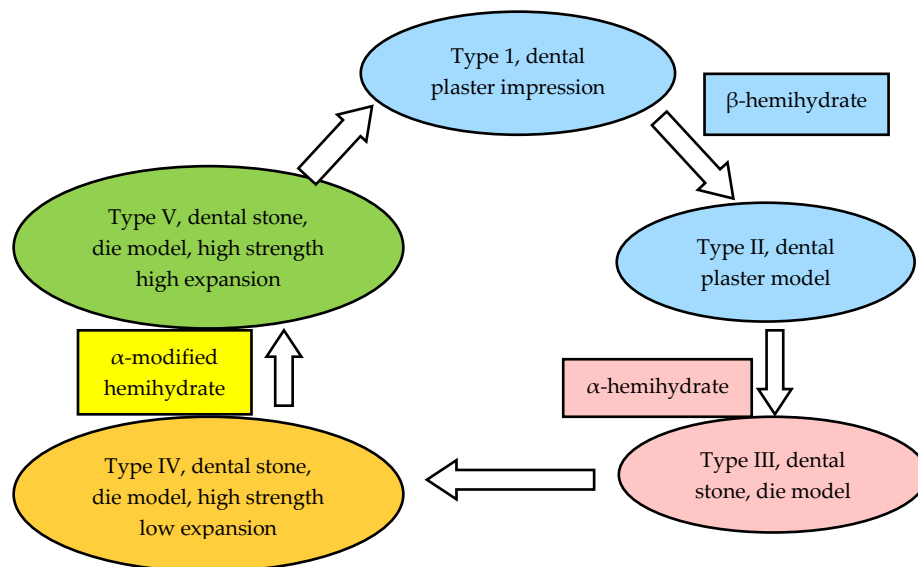 Type 1, dental
plaster impression
β-hemihydrate
Type II, dental
plaster model
α-hemihydrate
Type III, dental
stone, die model
Type IV, dental stone,
die model, high strength
low expansion
α-modified
hemihydrate
Type V, dental stone,
die model, high strength
high expansion